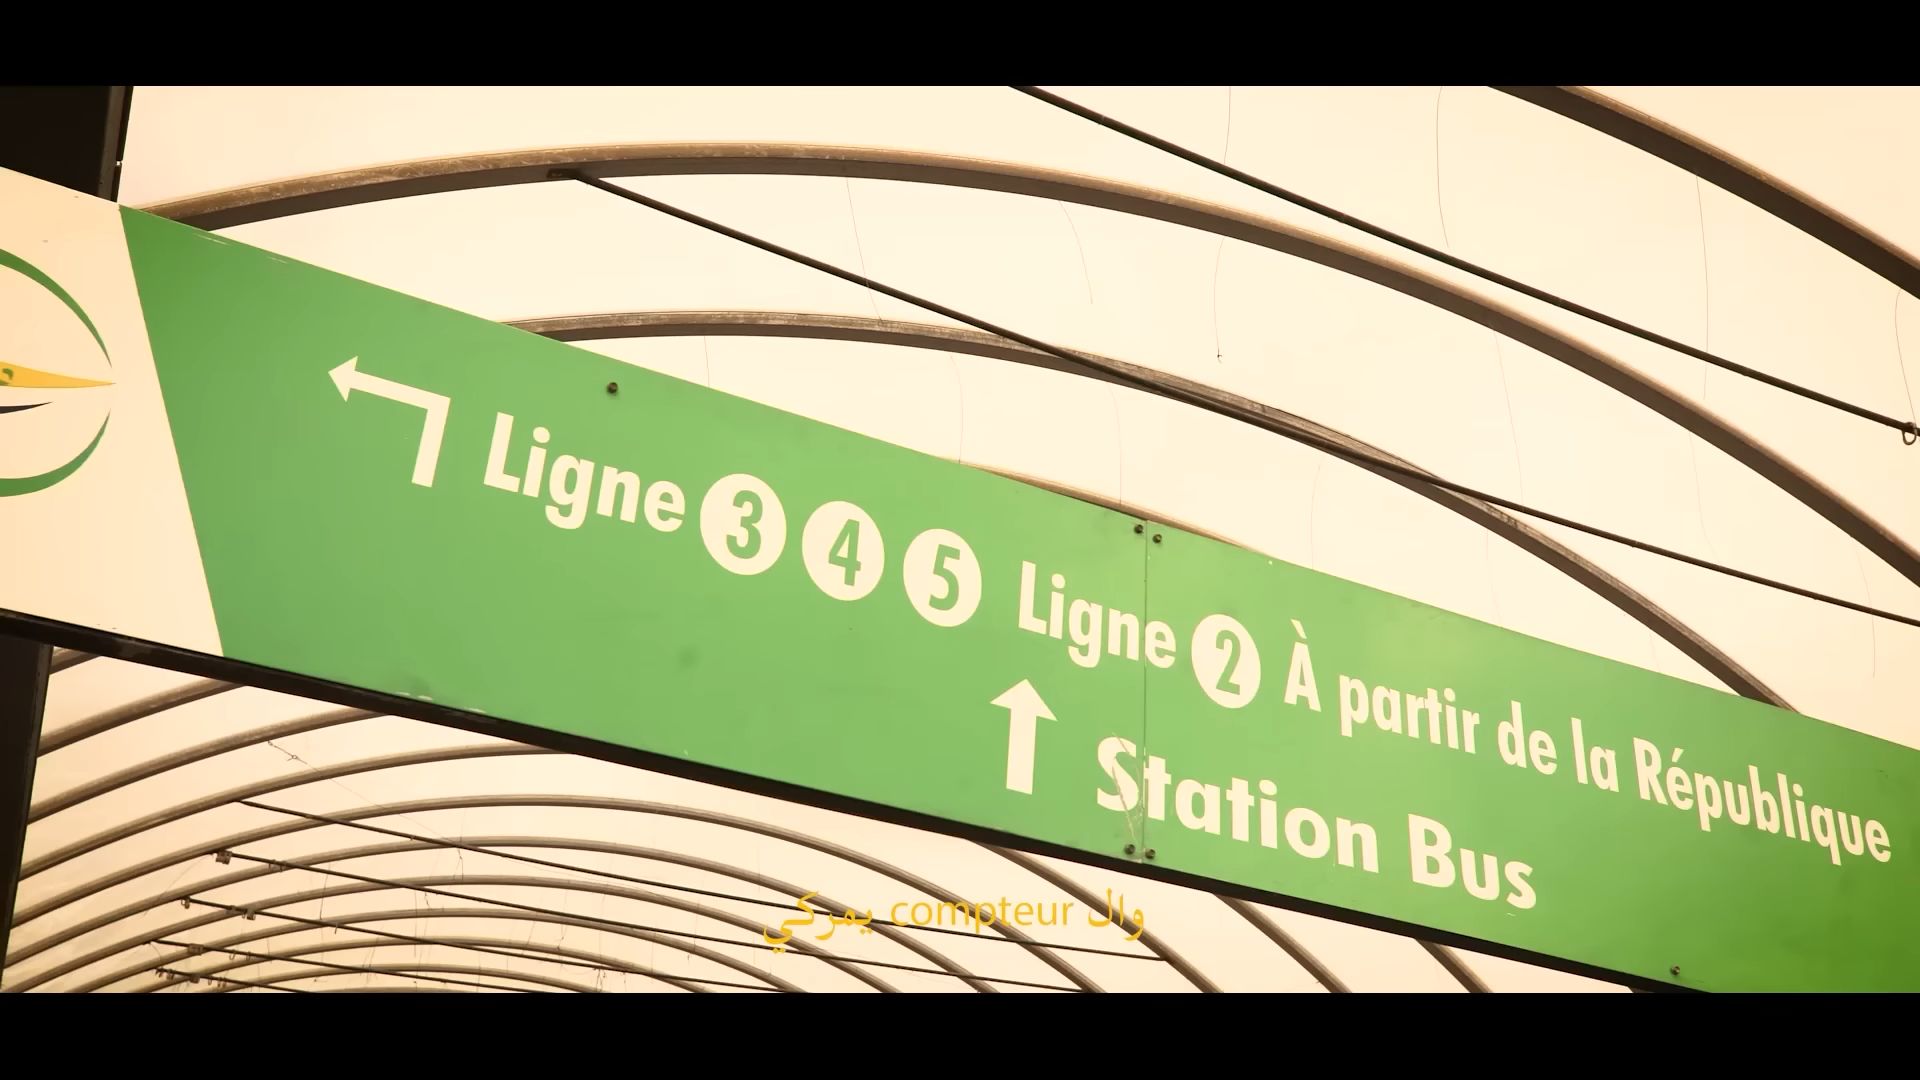 Ligne 3 4 5
Ligne 2 À partir de la République
Station Bus
وال compteur يمركي